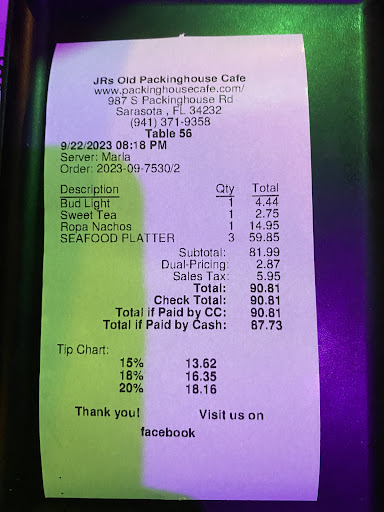 JRs Old Packinghouse Cafe
www.packinghousecafe.com/
987 S Packinghouse Rd
Sarasota , FL 34232
(941) 371-9358
Table 56
9/22/2023 08:18 PM
Server: Marla
Order: 2023-09-7530/2
Description Qty Total
Bud Light 1 4.44
Sweet Tea 1 2.75
Ropa Nachos 1 14.95
SEAFOOD PLATTER 3 59.85
Subtotal: 81.99
Dual-Pricing: 2.87
Sales Tax: 5.95
Total: 90.81
Check Total: 90.81
Total if Paid by CC: 90.81
Total if Paid by Cash: 87.73
Tip Chart:
15% 13.62
18% 16.35
20% 18.16
Thank you! Visit us on
facebook